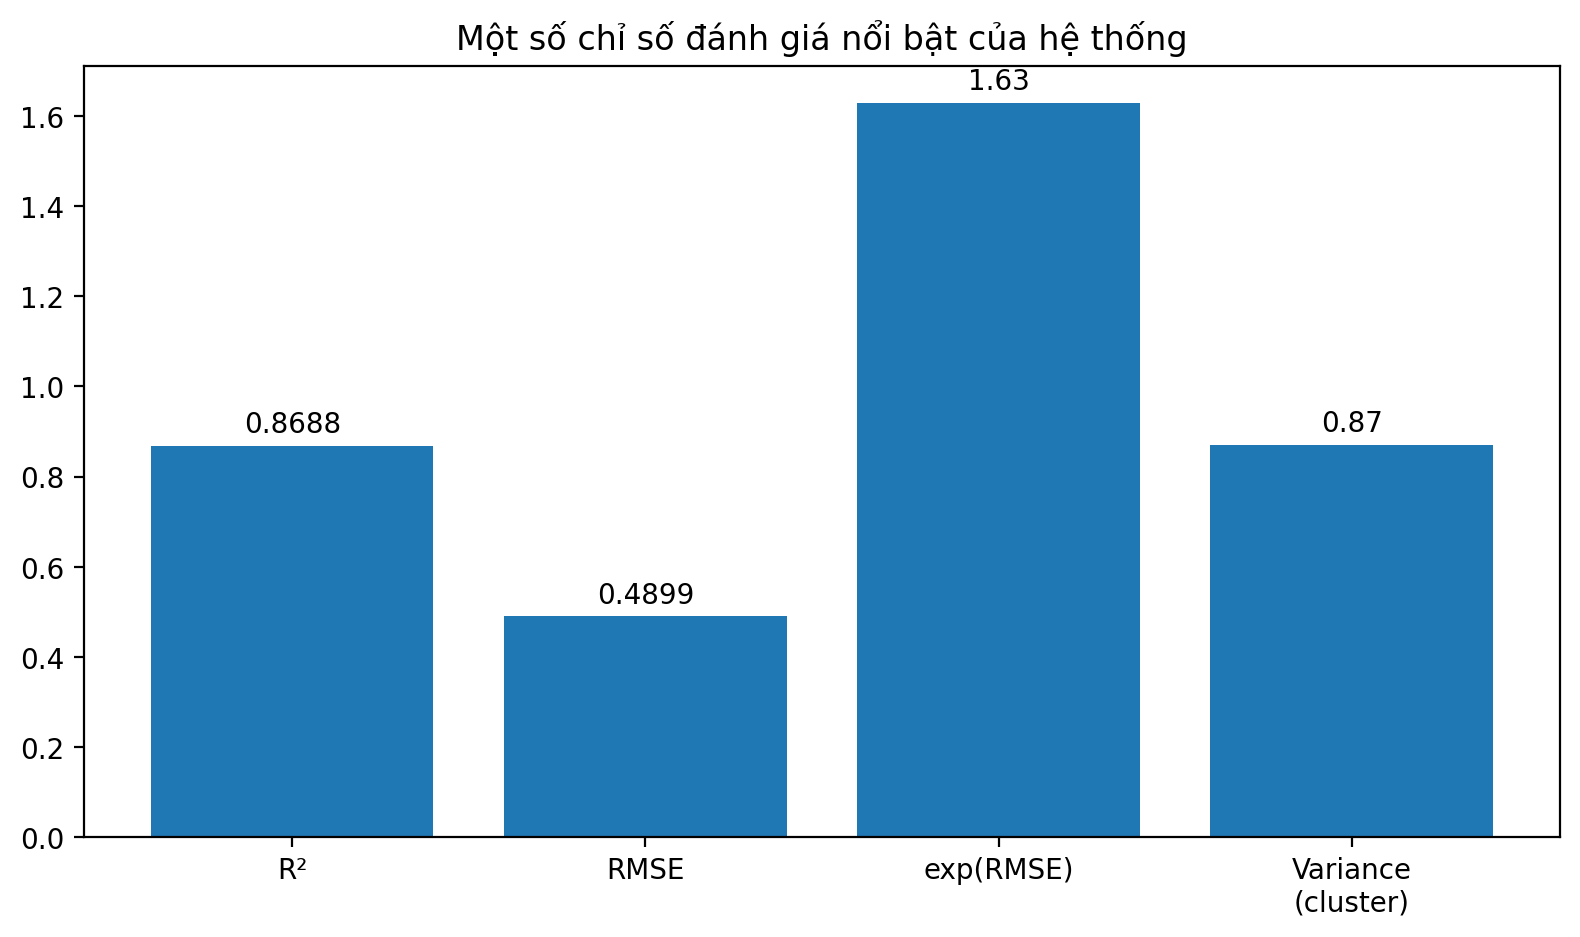 Một số chỉ số đánh giá nổi bật của hệ thống
1.63
1.6
1.4
1.2
1.0
0.8688
0.87
0.8
0.6
0.4899
0.4
0.2
0.0
R²
RMSE
exp(RMSE)
Variance
(cluster)